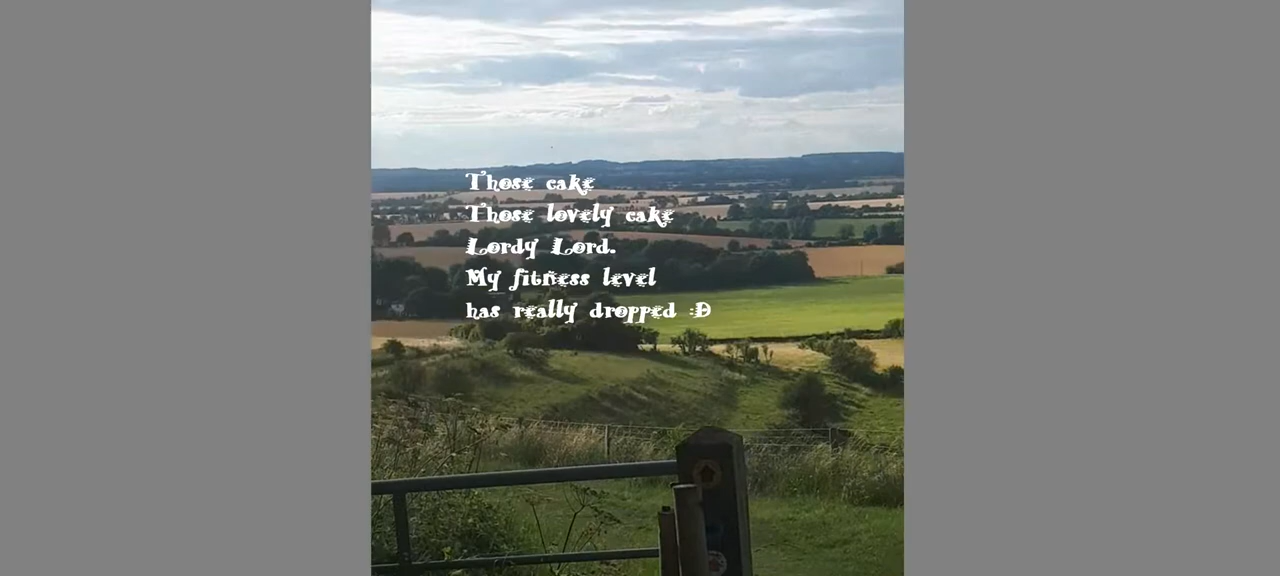 Those cake
Those lovely cake
Lordy Lord.
My fitness level
has really dropped :D